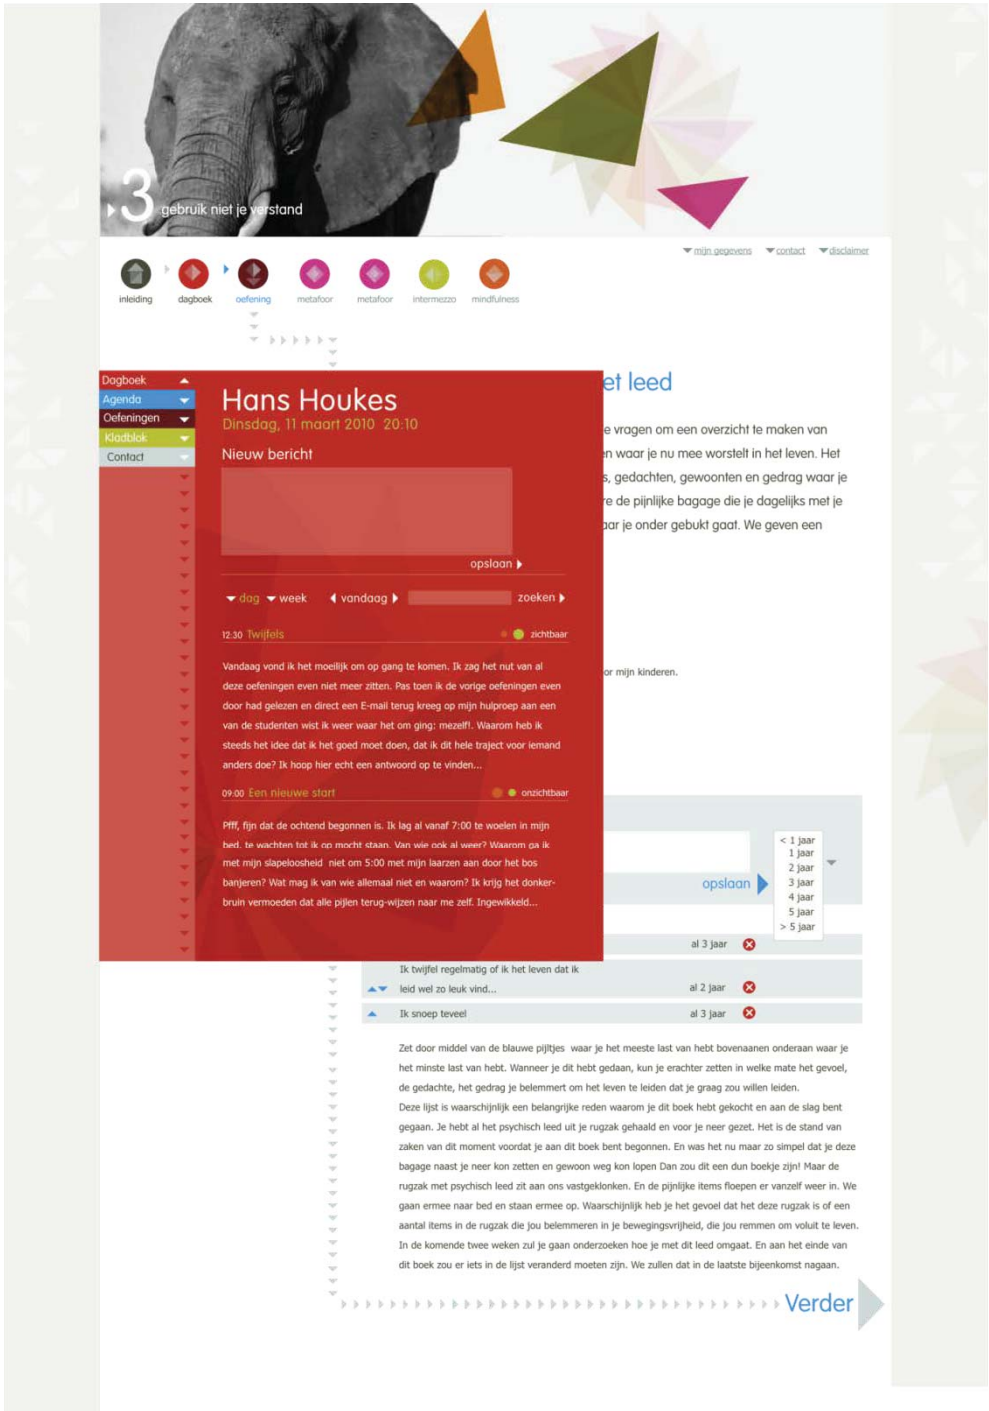 3 gebruik niet je verstand
mijn gegevens contact disclaimer
inleiding dagboek oefening metafoor metafoor intermezzo mindfulness
Dagboek
Agenda
Oefeningen
Kladblok
Contact
Hans Houkes
Dinsdag, 11 maart 2010 20:10
Nieuw bericht
opslaan
dag week vandaag zoeken
12:30 Twijfels zichtbaar
Vandaag vond ik het moeilijk om op gang te komen. Ik zag het nut van al
deze oefeningen even niet meer zitten. Pas toen ik de vorige oefeningen even
door had gelezen en direct een E-mail terug kreeg op mijn hulproep aan een
van de studenten wist ik weer waar het om ging: mezelf!. Waarom heb ik
steeds het idee dat ik het goed moet doen, dat ik dit hele traject voor iemand
anders doe? Ik hoop hier echt een antwoord op te vinden...
09:00 Een nieuwe start onzichtbaar
Pfff, fijn dat de ochtend begonnen is. Ik lag al vanaf 7:00 te woelen in mijn
bed, te wachten tot ik op mocht staan. Van wie ook al weer? Waarom ga ik
met mijn slapeloosheid niet om 5:00 met mijn laarzen aan door het bos
banjeren? Wat mag ik van wie allemaal niet en waarom? Ik krijg het donker-
bruin vermoeden dat alle pijlen terug-wijzen naar me zelf. Ingewikkeld...
et leed
e vragen om een overzicht te maken van
en waar je nu mee worstelt in het leven. Het
s, gedachten, gewoonten en gedrag waar je
re de pijnlijke bagage die je dagelijks met je
aar je onder gebukt gaat. We geven een
or mijn kinderen.
< 1 jaar
1 jaar
2 jaar
3 jaar
4 jaar
5 jaar
> 5 jaar
opslaan
al 3 jaar
Ik twijfel regelmatig of ik het leven dat ik
leid wel zo leuk vind... al 2 jaar
Ik snoep teveel al 3 jaar
Zet door middel van de blauwe pijltjes waar je het meeste last van hebt bovenaanen onderaan waar je
het minste last van hebt. Wanneer je dit hebt gedaan, kun je erachter zetten in welke mate het gevoel,
de gedachte, het gedrag je belemmert om het leven te leiden dat je graag zou willen leiden.
Deze lijst is waarschijnlijk een belangrijke reden waarom je dit boek hebt gekocht en aan de slag bent
gegaan. Je hebt al het psychisch leed uit je rugzak gehaald en voor je neer gezet. Het is de stand van
zaken van dit moment voordat je aan dit boek bent begonnen. En was het nu maar zo simpel dat je deze
bagage naast je neer kon zetten en gewoon weg kon lopen Dan zou dit een dun boekje zijn! Maar de
rugzak met psychisch leed zit aan ons vastgeklonken. En de pijnlijke items floepen er vanzelf weer in. We
gaan ermee naar bed en staan ermee op. Waarschijnlijk heb je het gevoel dat het deze rugzak is of een
aantal items in de rugzak die jou belemmeren in je bewegingsvrijheid, die jou remmen om voluit te leven.
In de komende twee weken zul je gaan onderzoeken hoe je met dit leed omgaat. En aan het einde van
dit boek zou er iets in de lijst veranderd moeten zijn. We zullen dat in de laatste bijeenkomst nagaan.
Verder